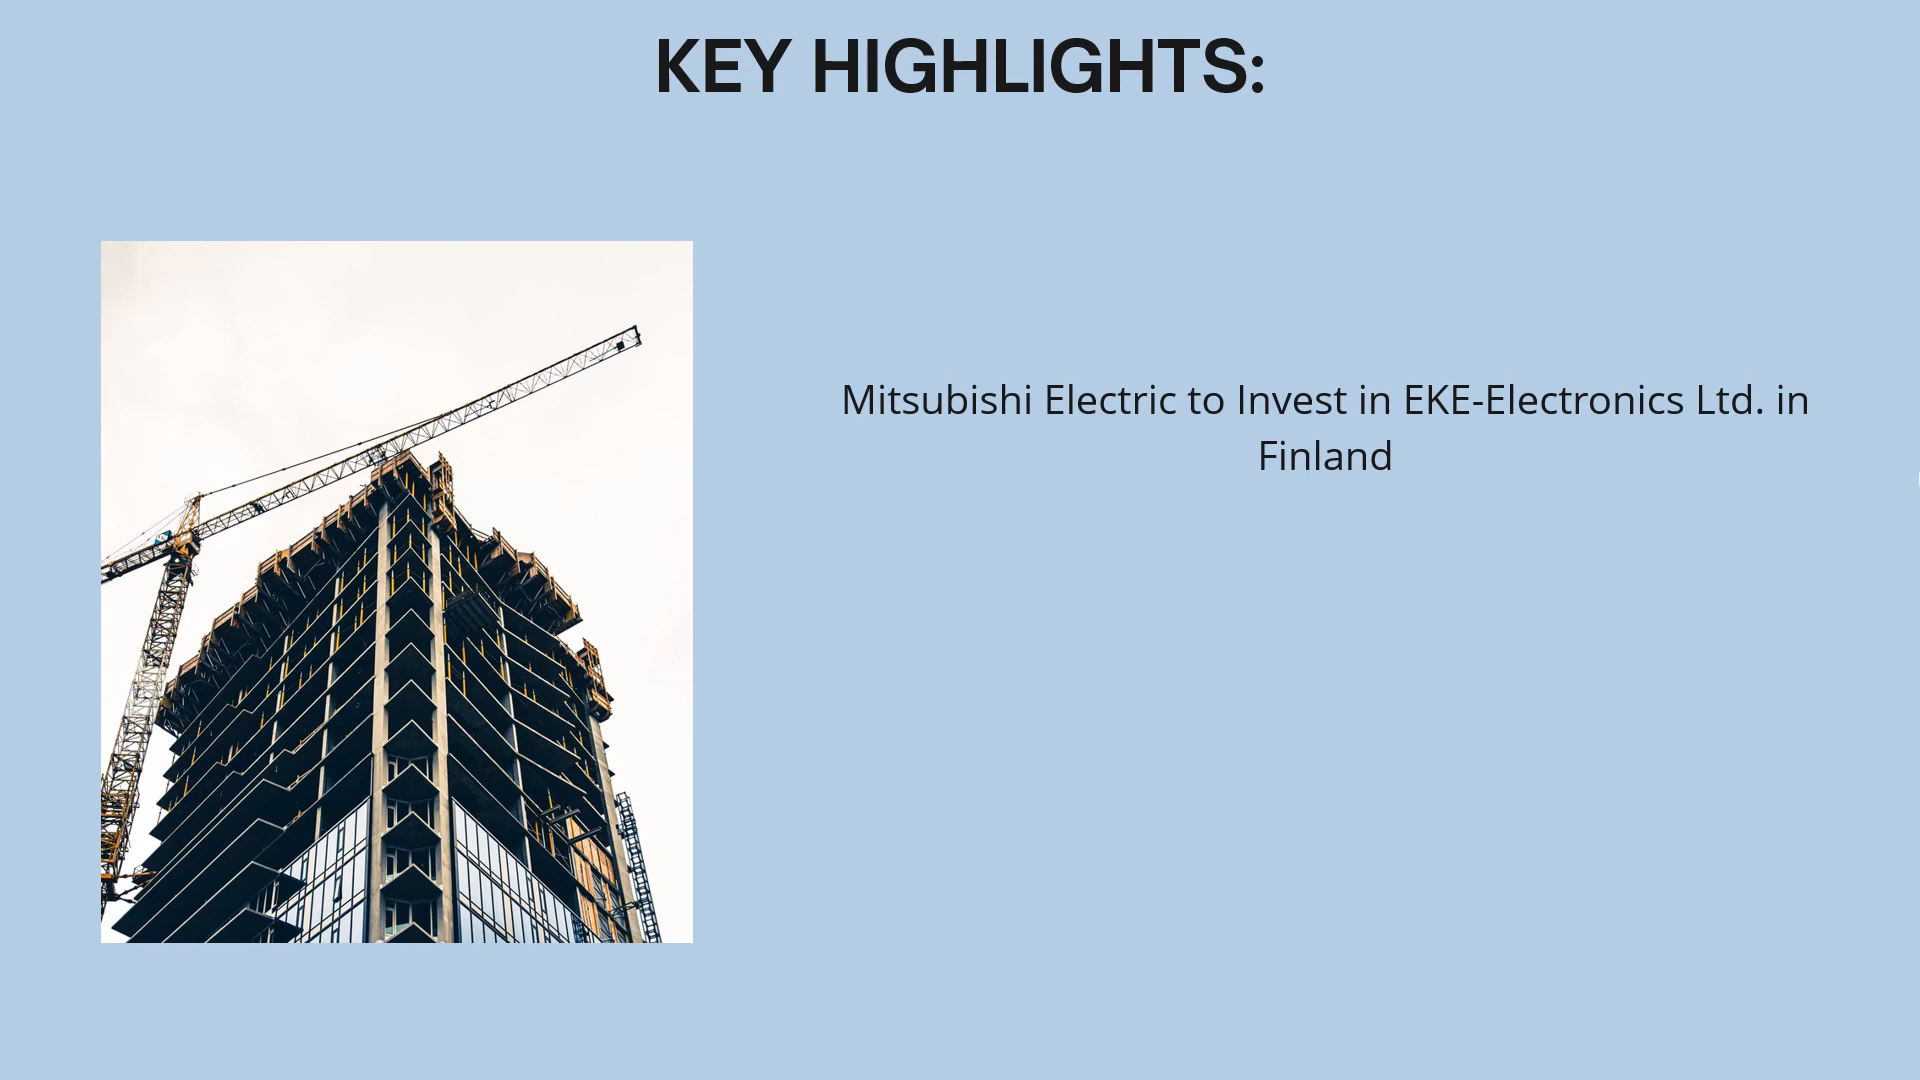 KEY HIGHLIGHTS:
Mitsubishi Electric to Invest in EKE-Electronics Ltd. in
Finland